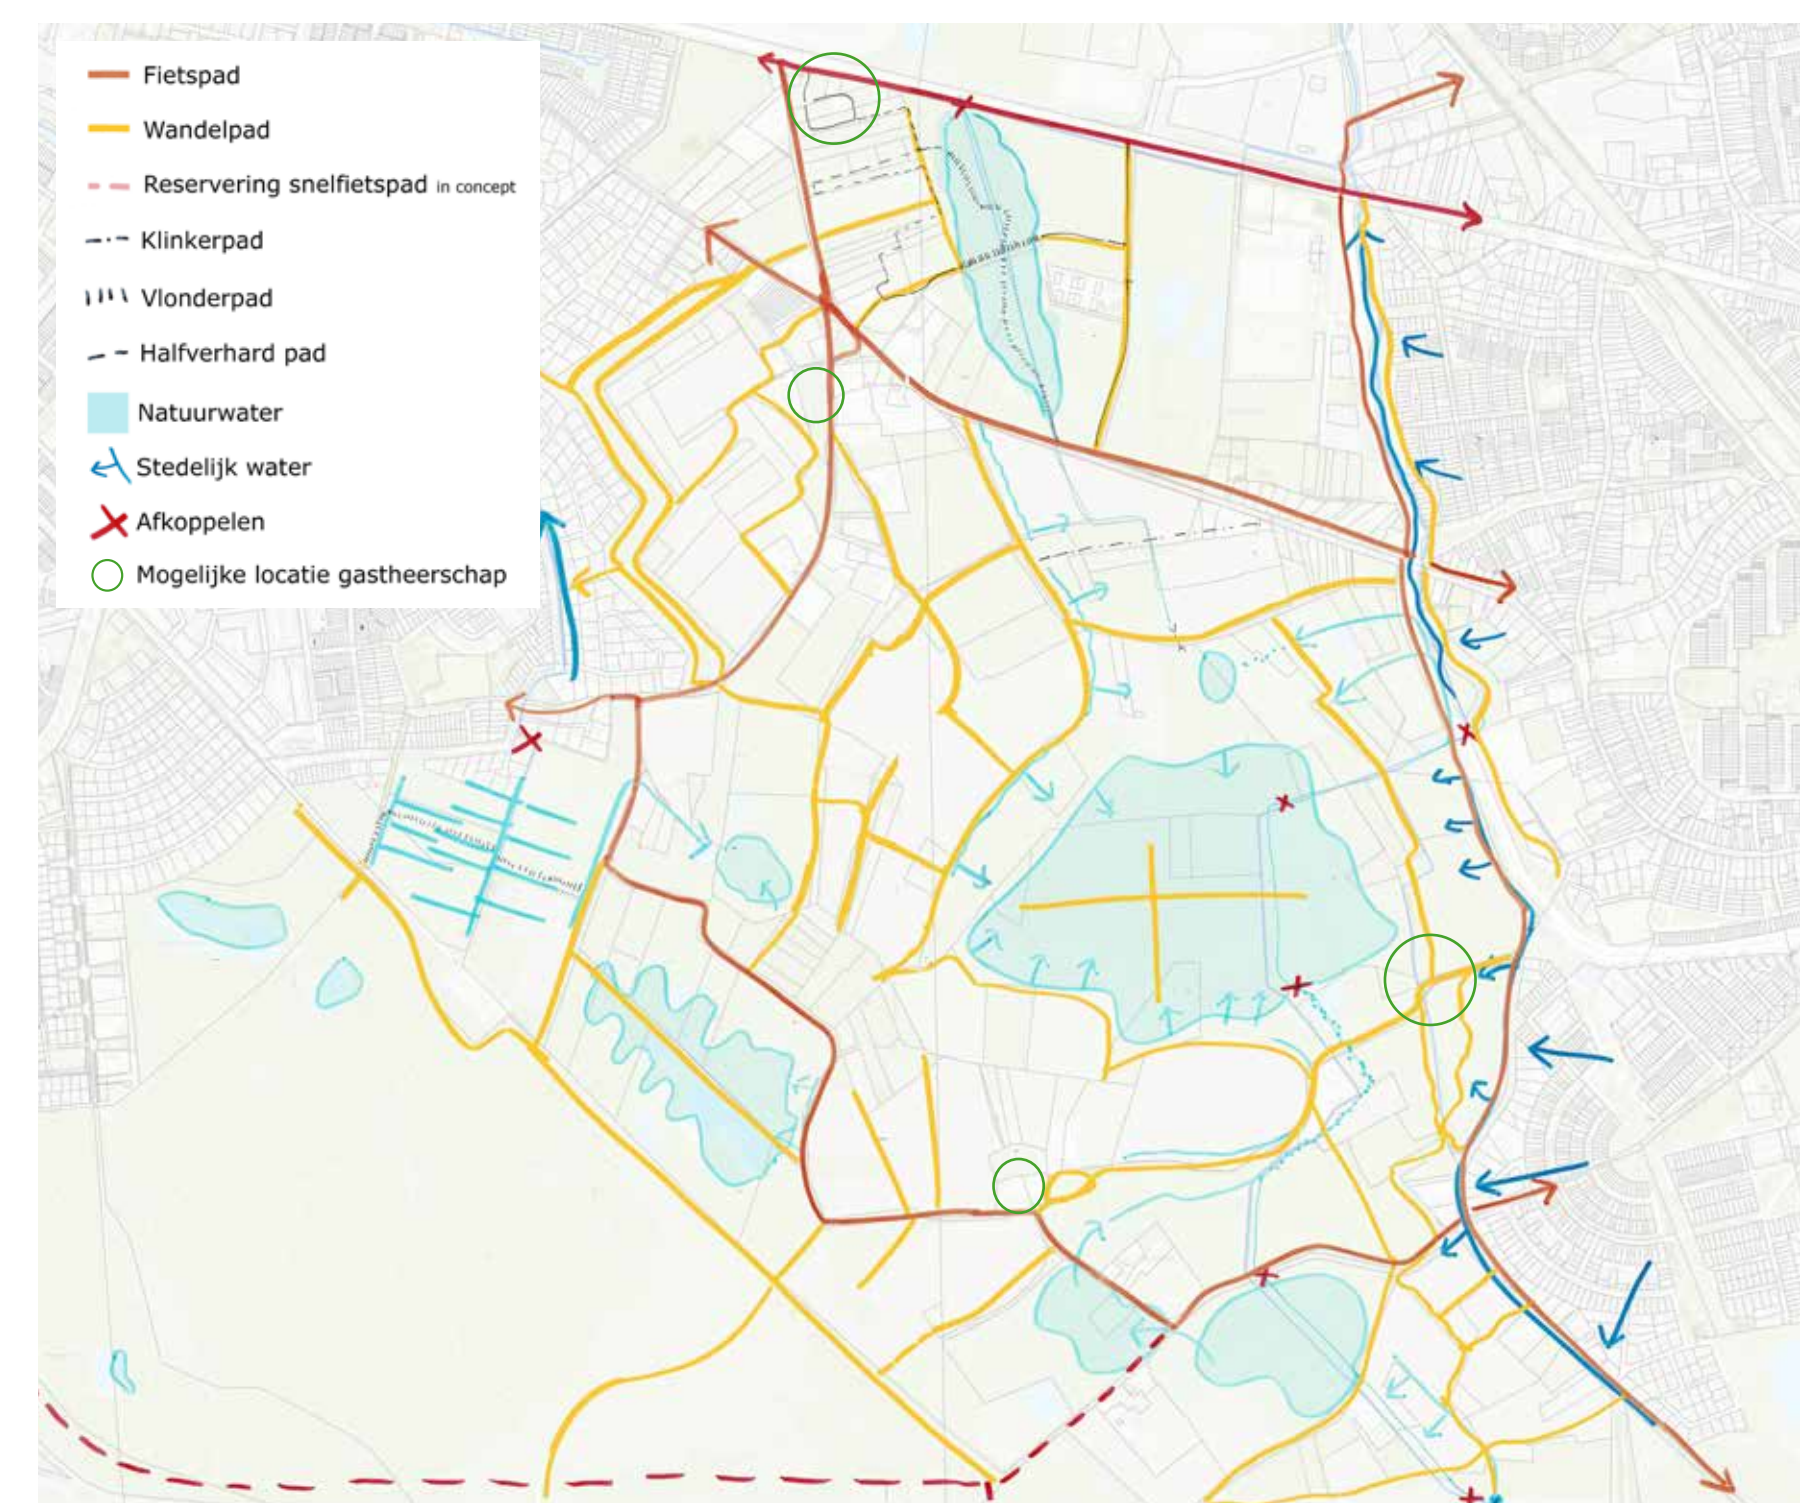 Fietspad
Wandelpad
Reservering snelfietspad in concept
Klinkerpad
Vlonderpad
Halfverhard pad
Natuurwater
Stedelijk water
Afkoppelen
Mogelijke locatie gastheerschap